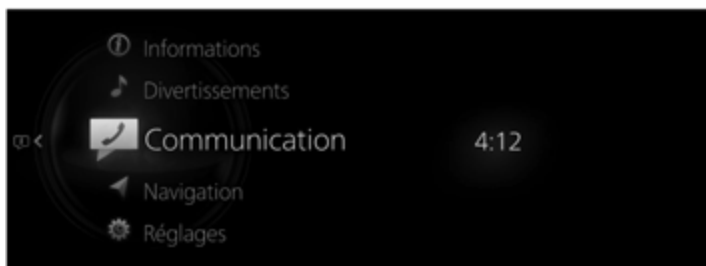 Informations
Divertissements
Communication
4:12
Navigation
Réglages